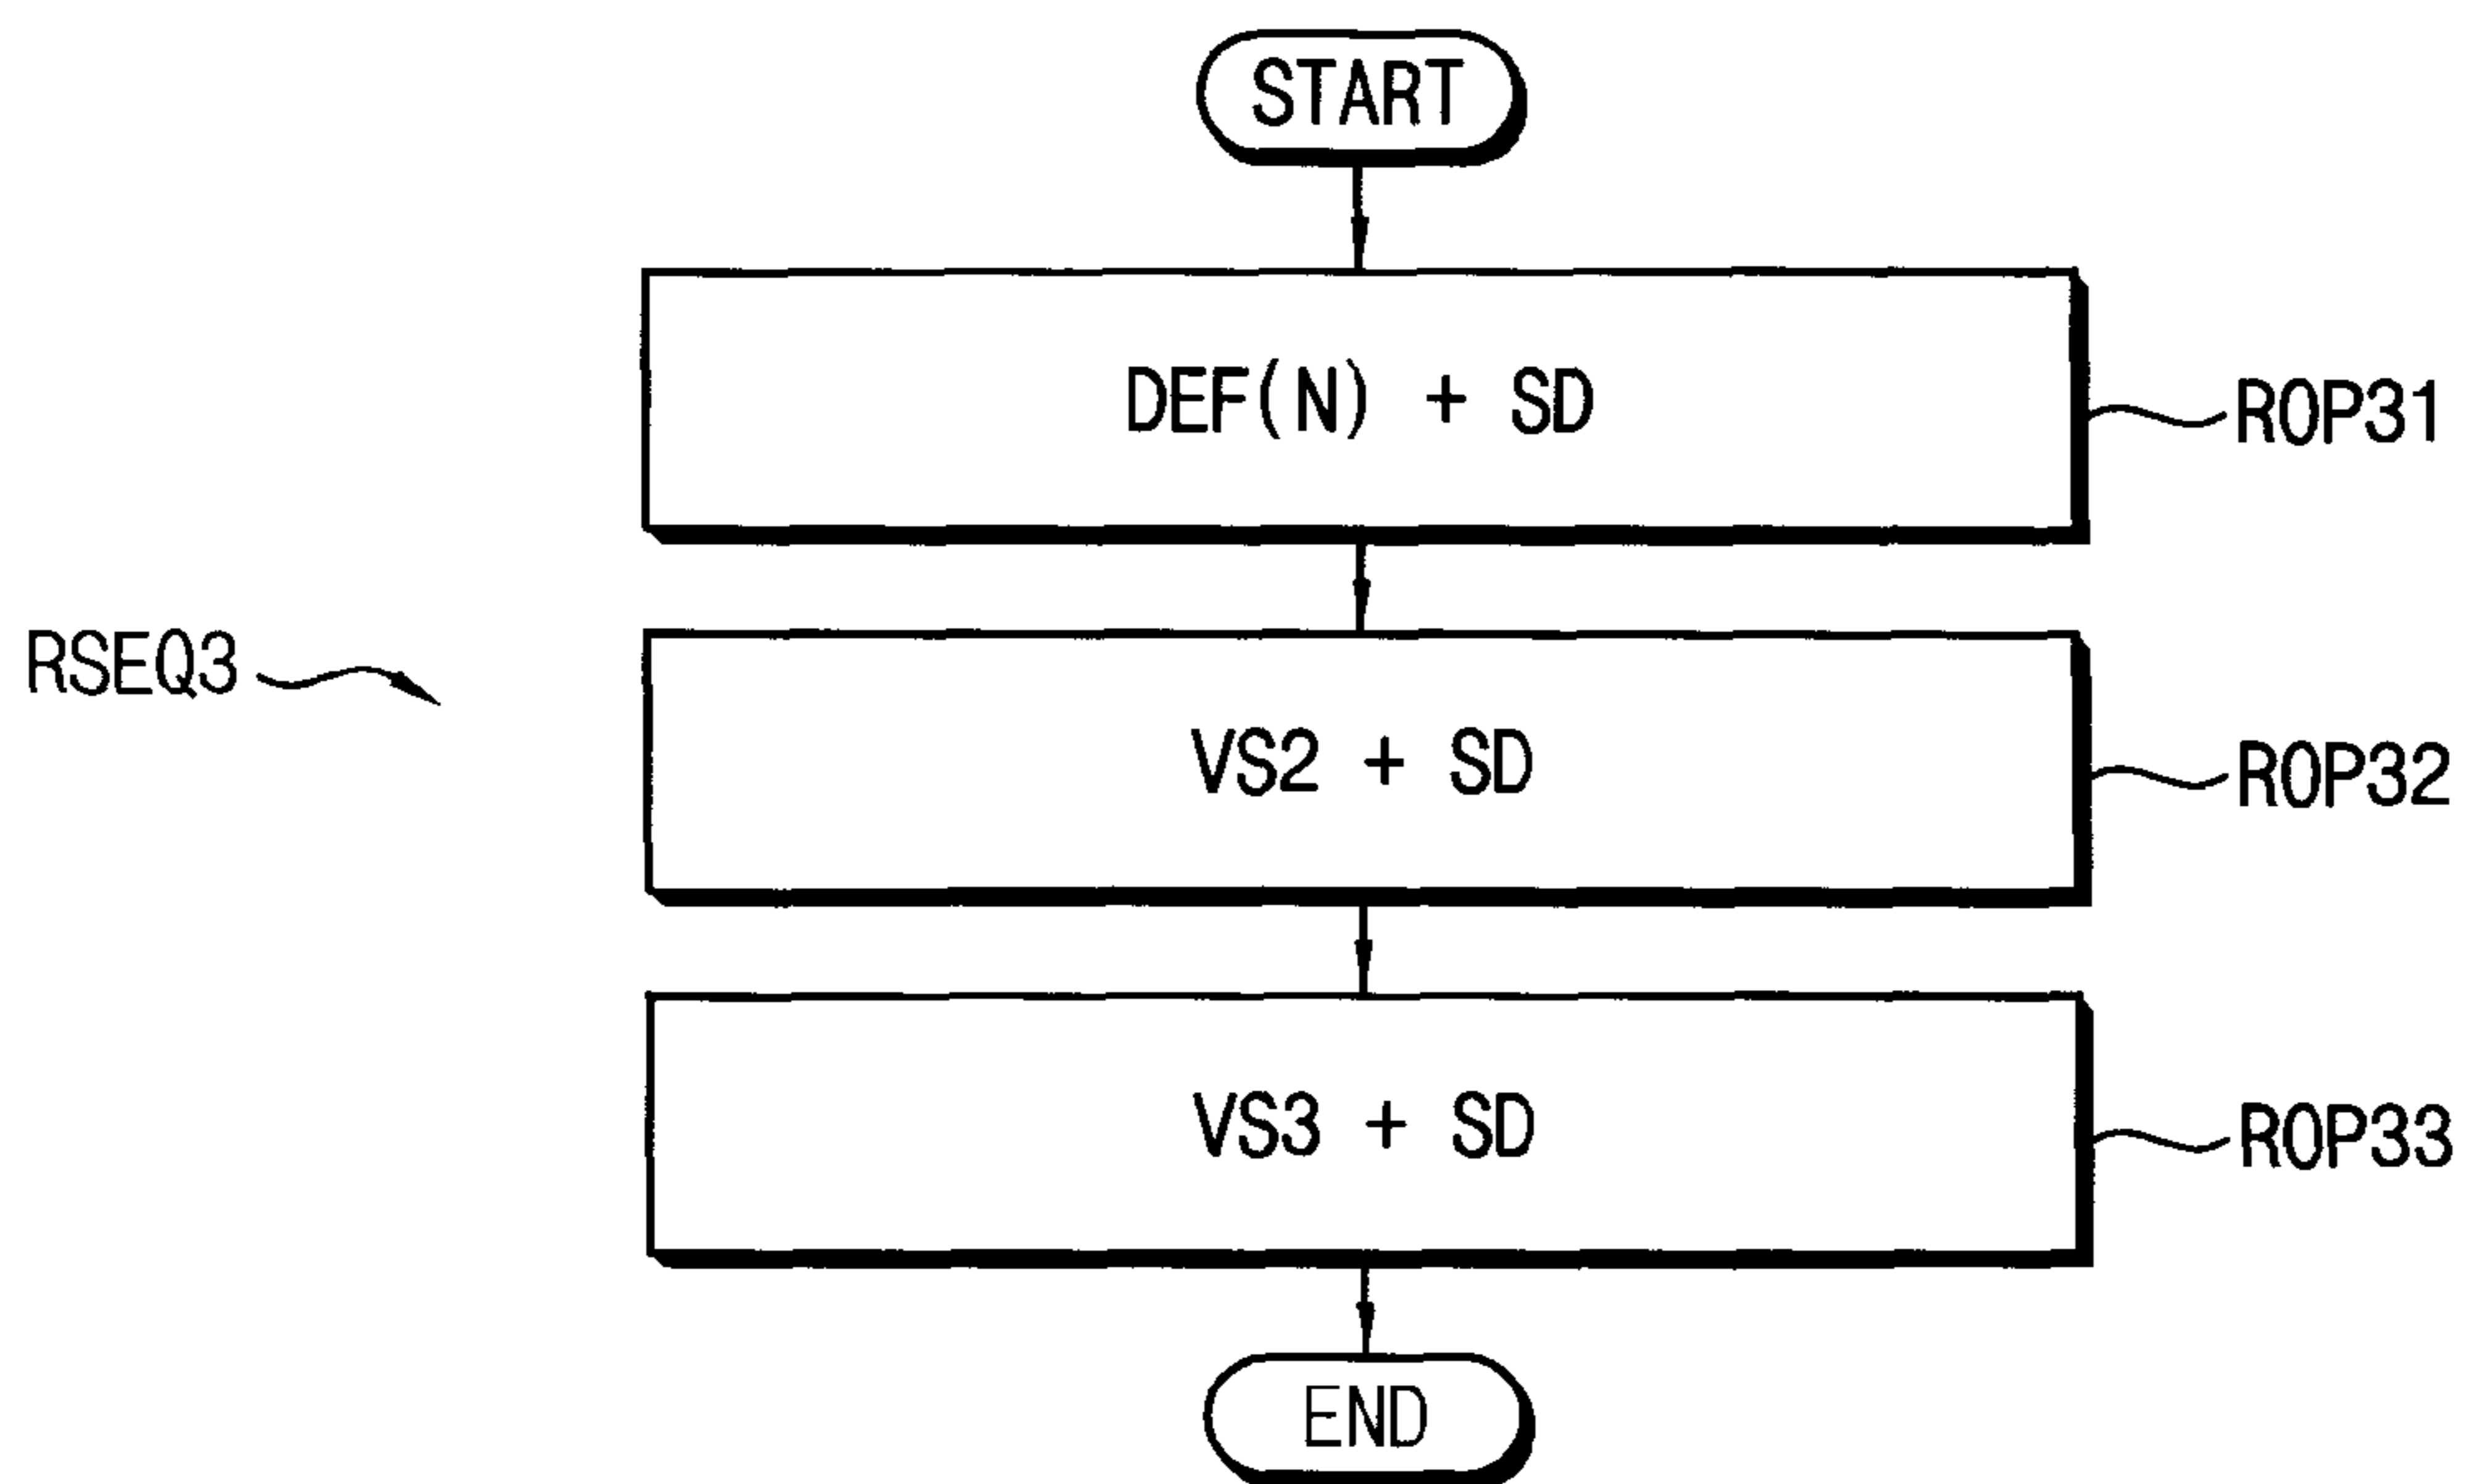 START
DEF(N) + SD
ROP31
RSEQ3
VS2 + SD
ROP32
VS3 + SD
ROP33
END